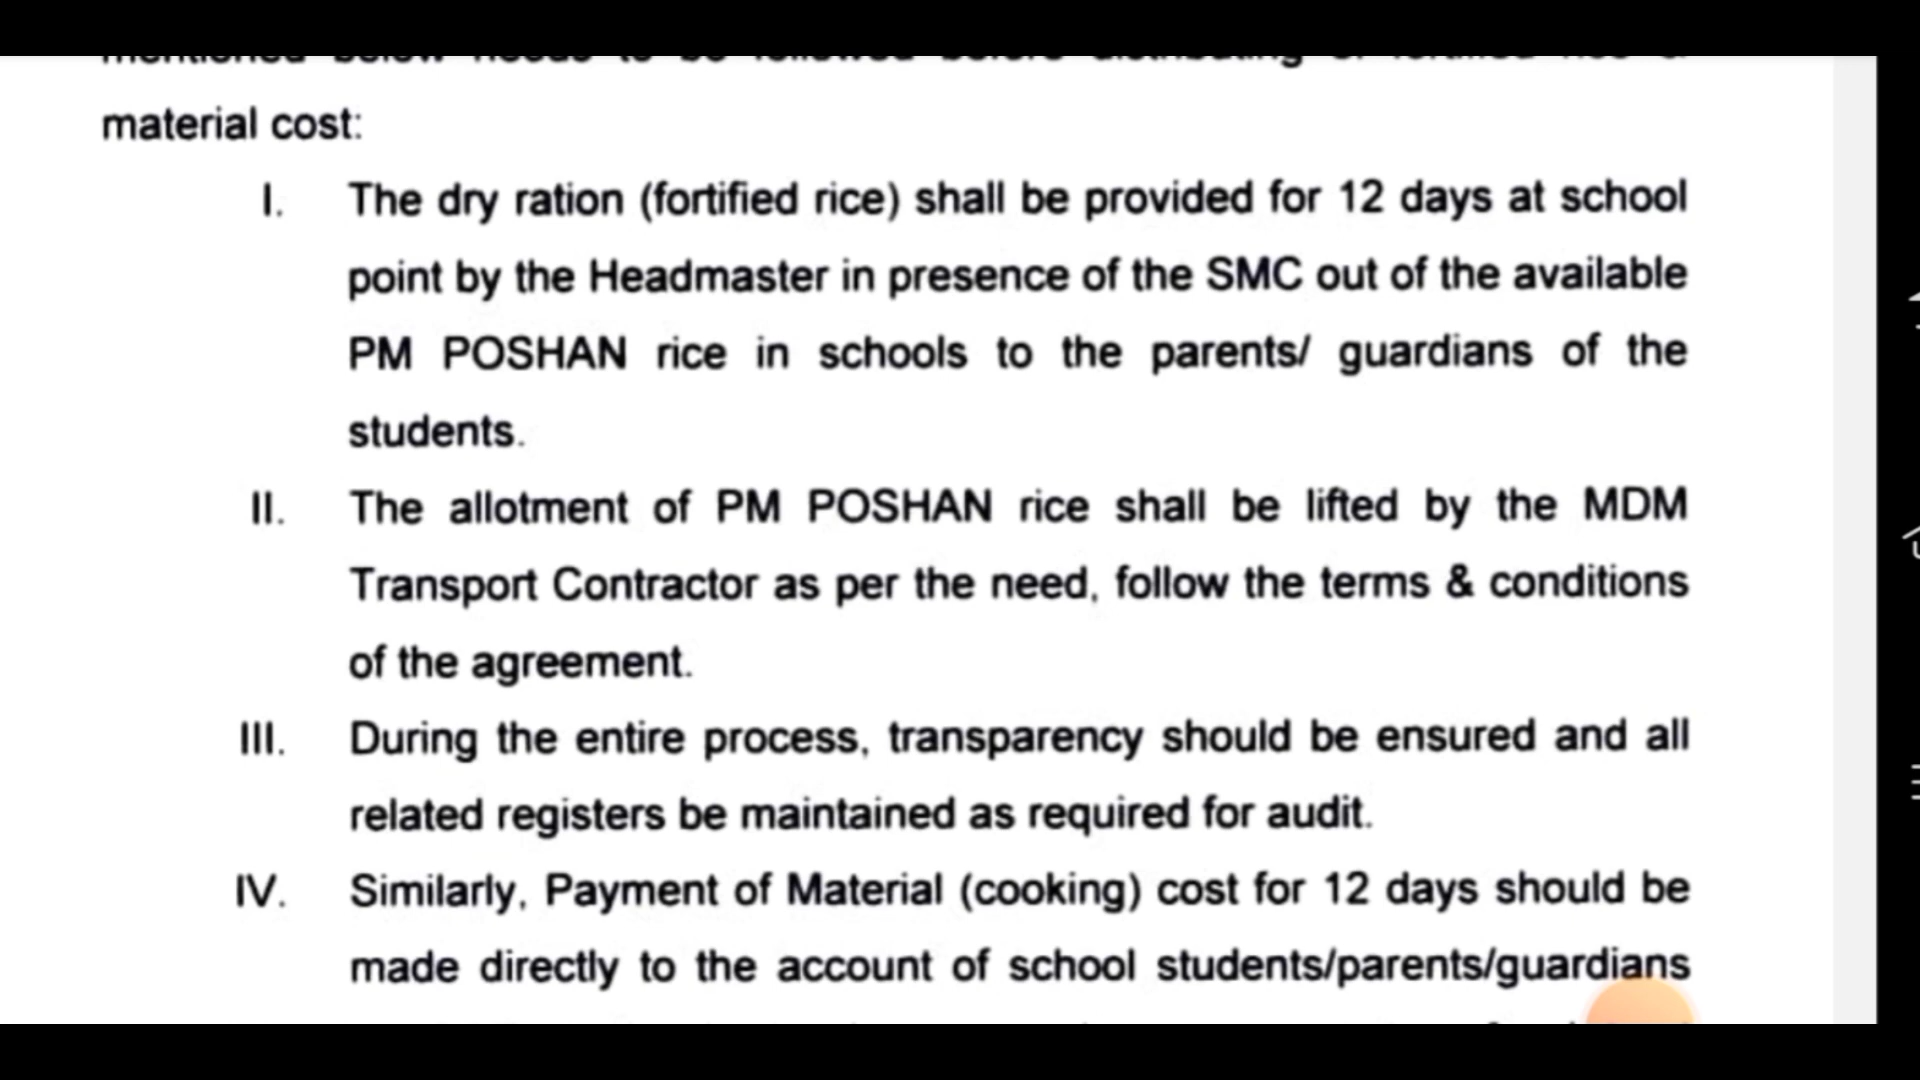 material cost:
I. The dry ration (fortified rice) shall be provided for 12 days at school
point by the Headmaster in presence of the SMC out of the available
PM POSHAN rice in schools to the parents/ guardians of the
students.
II. The allotment of PM POSHAN rice shall be lifted by the MDM
Transport Contractor as per the need, follow the terms & conditions
of the agreement.
III. During the entire process, transparency should be ensured and all
related registers be maintained as required for audit.
IV. Similarly, Payment of Material (cooking) cost for 12 days should be
made directly to the account of school students/parents/guardians